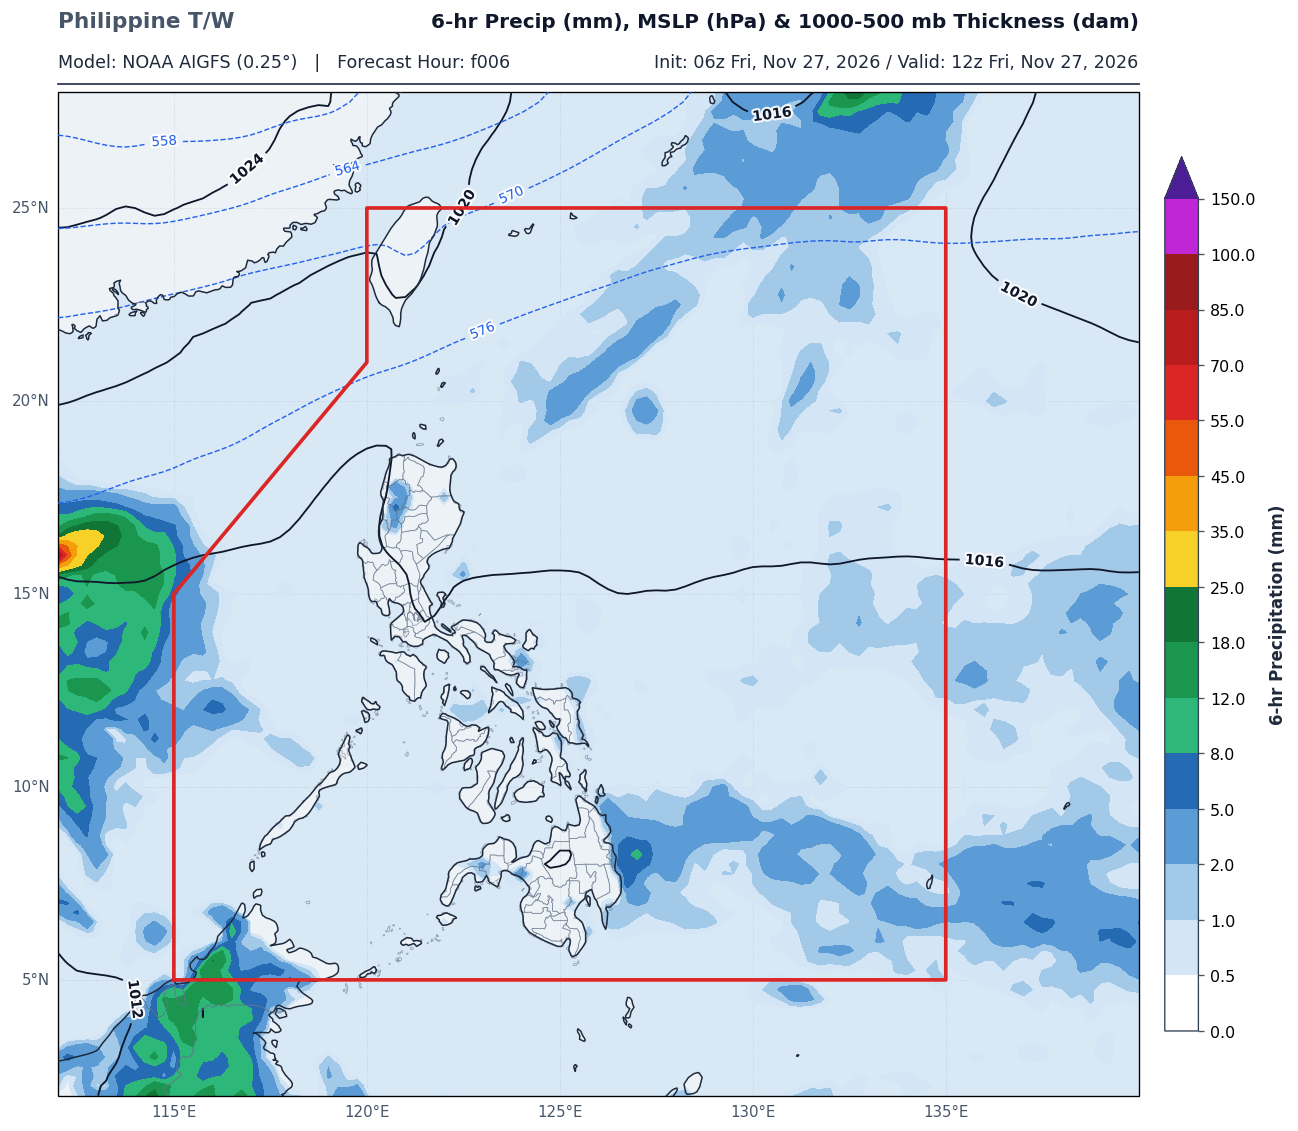 Philippine T/W
6-hr Precip (mm), MSLP (hPa) & 1000-500 mb Thickness (dam)
Model: NOAA AIGFS (0.25°) | Forecast Hour: f006
Init: 06z Fri, Nov 27, 2026 / Valid: 12z Fri, Nov 27, 2026
1016
558
564
1024
570
1020
25°N
1020
576
20°N
1016
15°N
10°N
5°N
1012
115°E
120°E
125°E
130°E
135°E
150.0
100.0
85.0
70.0
55.0
45.0
35.0
25.0
18.0
12.0
8.0
5.0
2.0
1.0
0.5
0.0
6-hr Precipitation (mm)